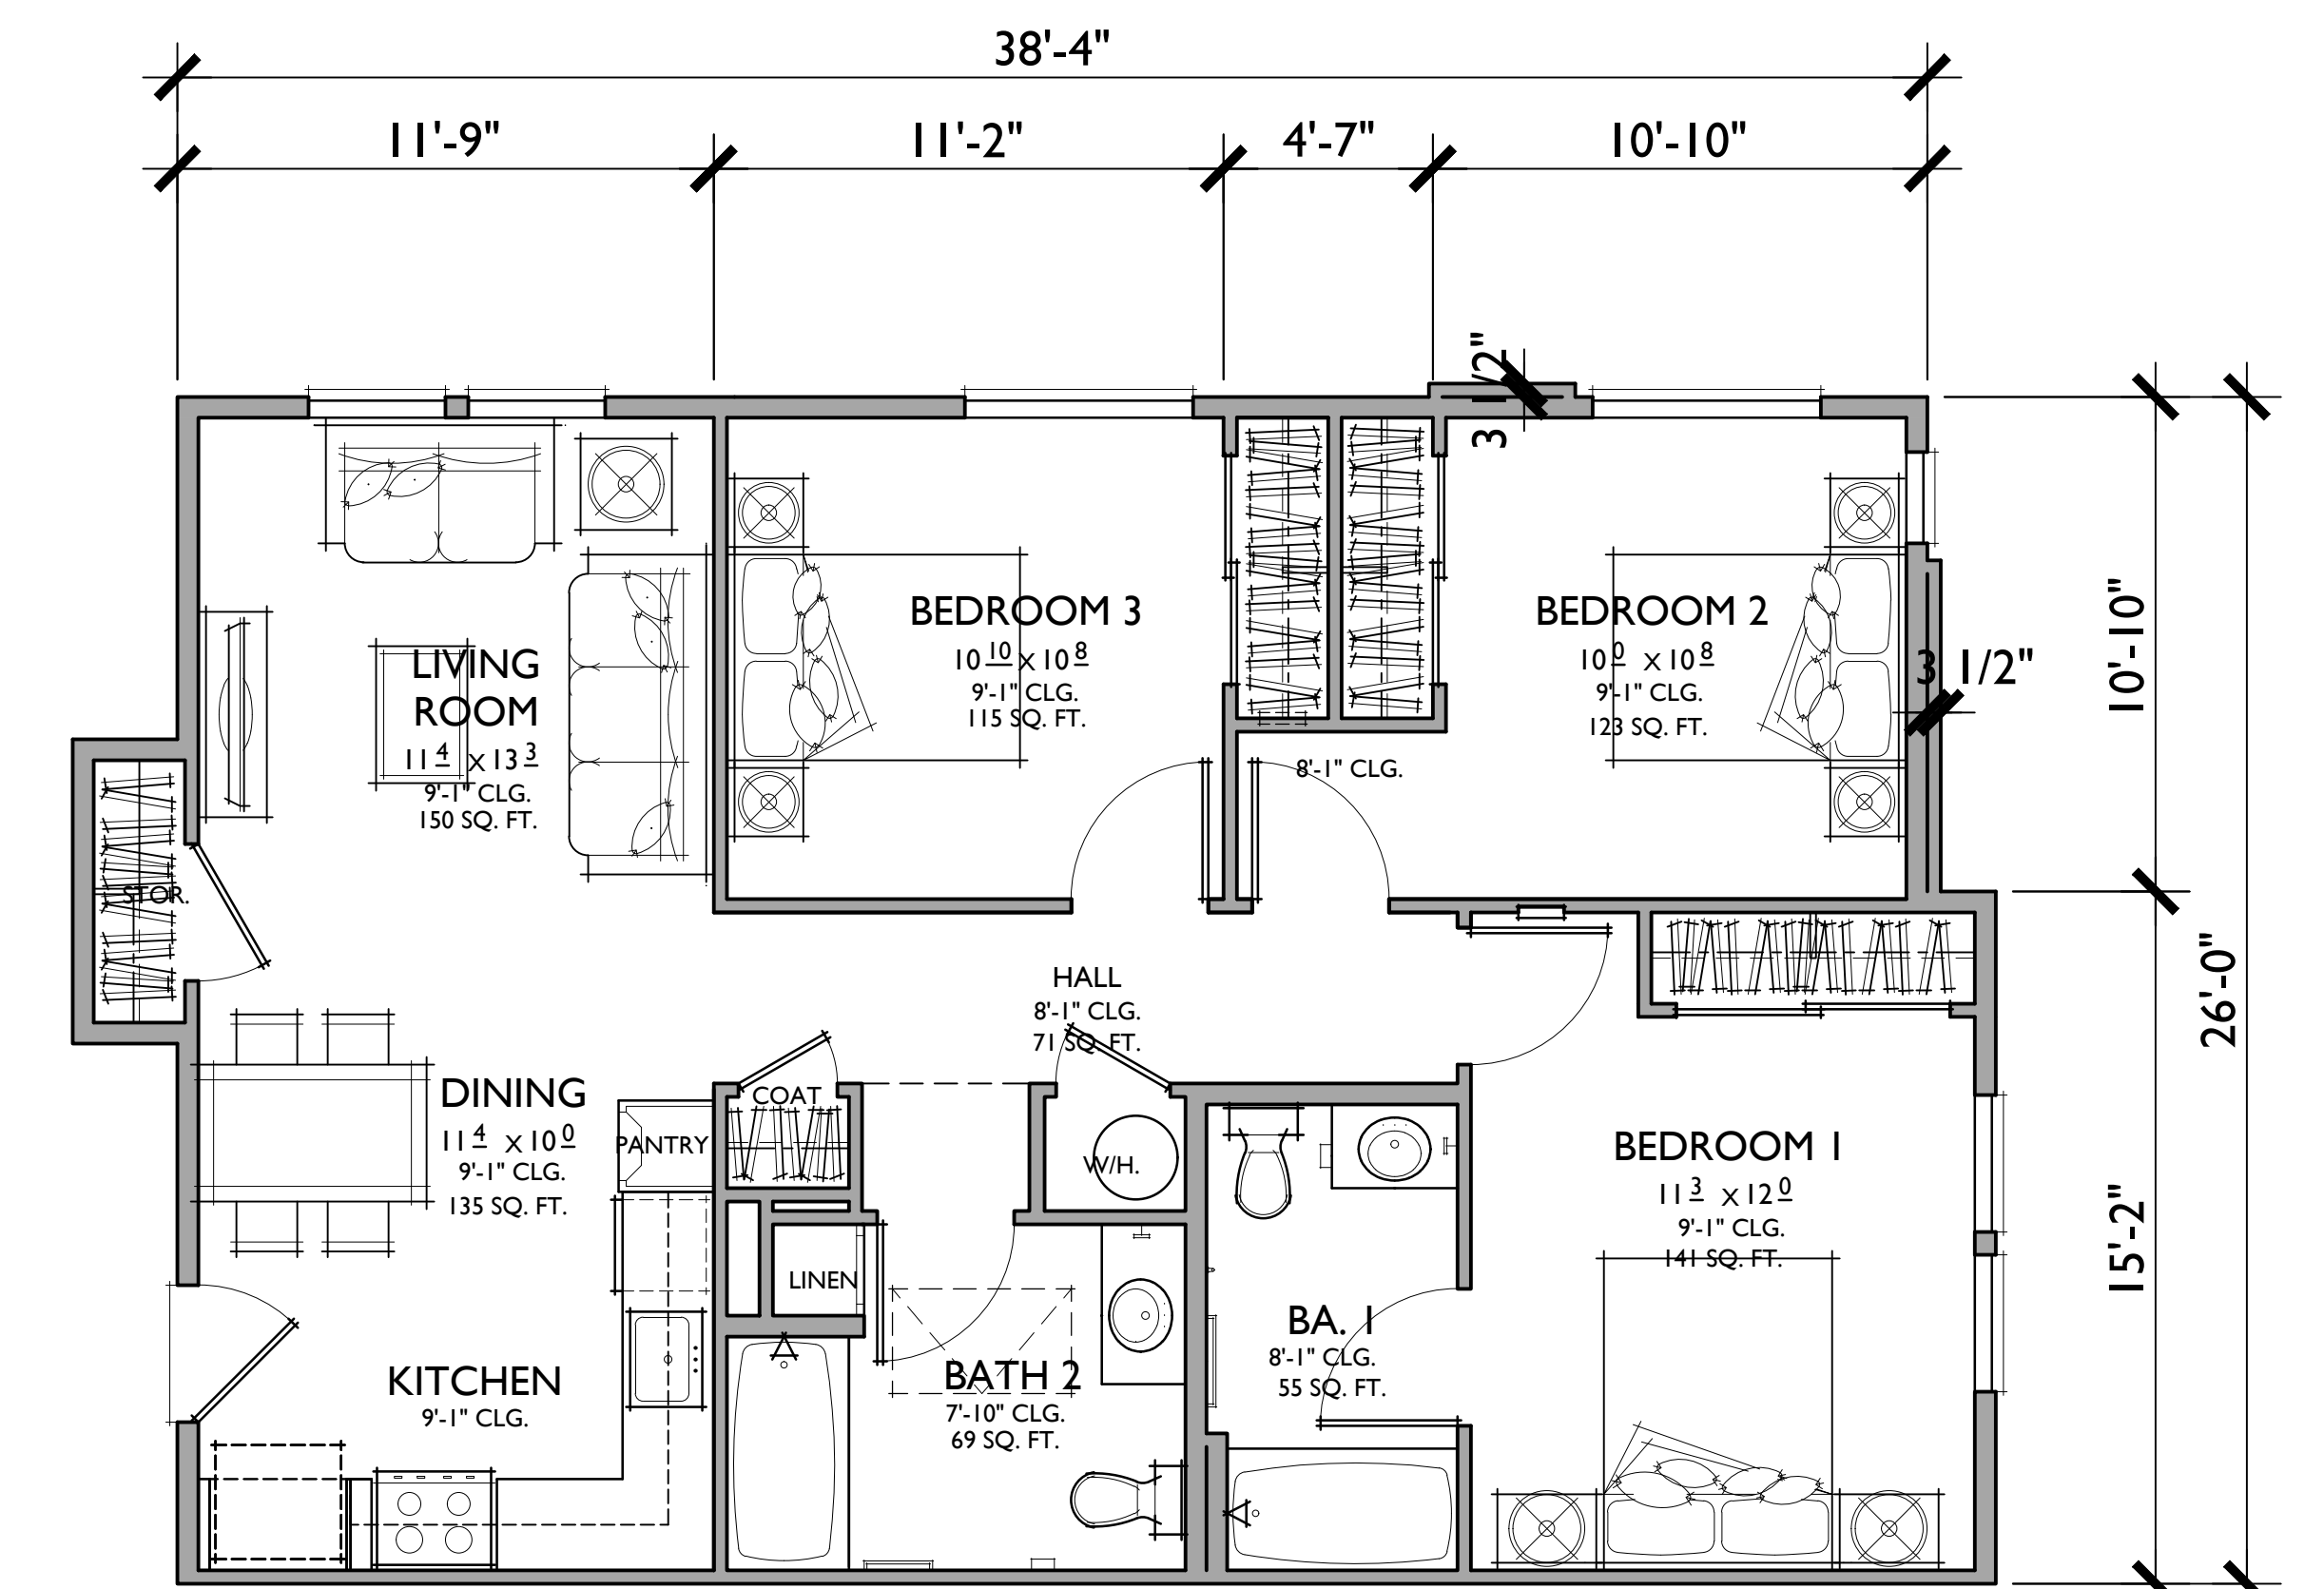 38'-4"
11'-9" 11'-2" 4'-7" 10'-10"
3 1/2"
BEDROOM 3
10 10 X 10 8
9'-1" CLG.
115 SQ. FT.
BEDROOM 2
10 0 X 10 8
9'-1" CLG.
123 SQ. FT.
3 1/2"
10'-10"
LIVING
ROOM
11 4 X 13 3
9'-1" CLG.
150 SQ. FT.
8'-1" CLG.
STOR.
HALL
8'-1" CLG.
71 SQ. FT.
26'-0"
DINING
11 4 X 10 0
9'-1" CLG.
135 SQ. FT.
PANTRY
COAT
W/H.
BEDROOM 1
11 3 X 12 0
9'-1" CLG.
141 SQ. FT.
15'-2"
LINEN
BA. 1
8'-1" CLG.
55 SQ. FT.
KITCHEN
9'-1" CLG.
BATH 2
7'-10" CLG.
69 SQ. FT.